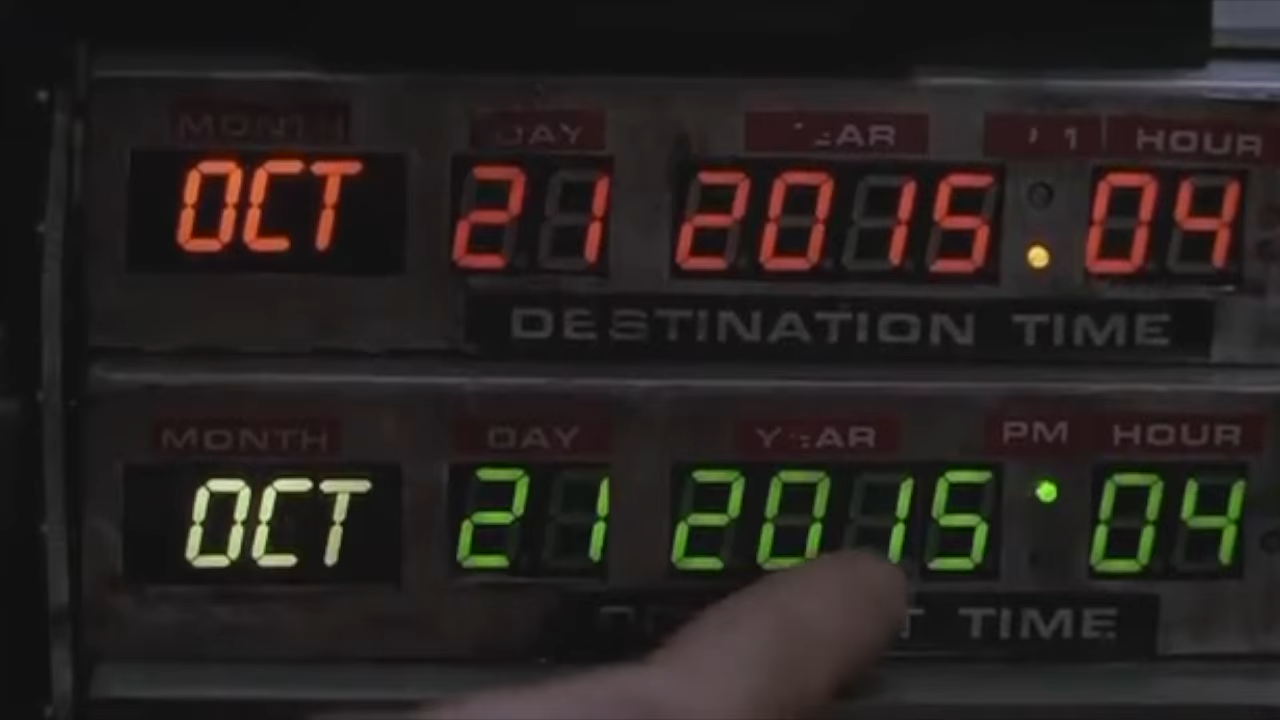 MONTH DAY YEAR HOUR
OCT 21 2015 04
DESTINATION TIME
MONTH DAY YEAR PM HOUR
OCT 21 2015 04
TIME